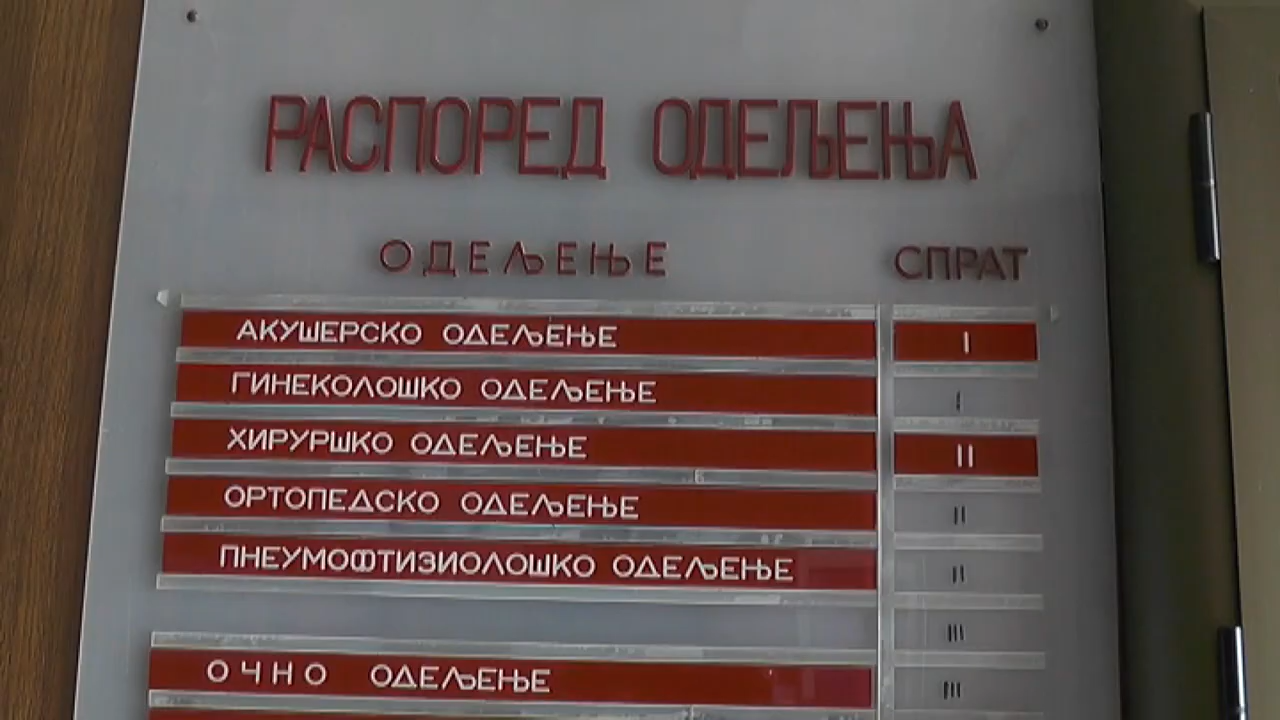 РАСПОРЕД ОДЕЉЕЊА
ОДЕЉЕЊЕ СПРАТ
АКУШЕРСКО ОДЕЉЕЊЕ I
ГИНЕКОЛОШКО ОДЕЉЕЊЕ I
ХИРУРШКО ОДЕЉЕЊЕ II
ОРТОПЕДСКО ОДЕЉЕЊЕ II
ПНЕУМОФТИЗИОЛОШКО ОДЕЉЕЊЕ II
III
ОЧНО ОДЕЉЕЊЕ III